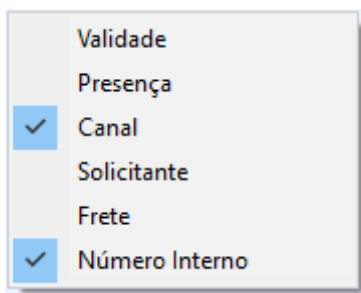 Validade
Presença
Canal
Solicitante
Frete
Número Interno